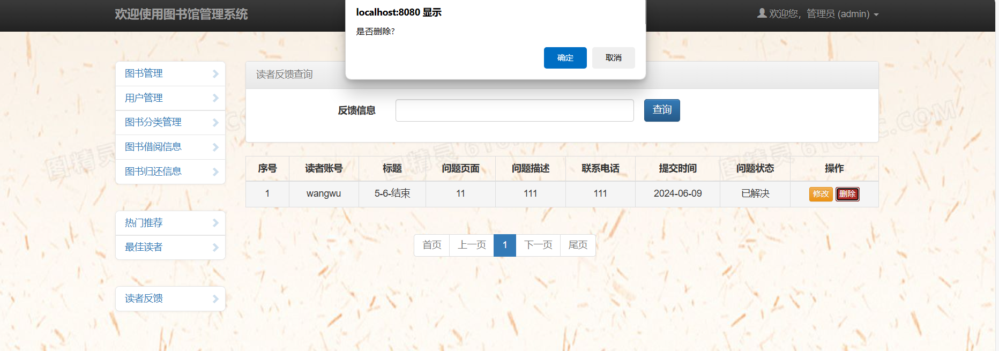 欢迎使用图书馆管理系统
localhost:8080 显示
是否删除?
确定
取消
欢迎您，管理员 (admin)
图书管理
用户管理
图书分类管理
图书借阅信息
图书归还信息
热门推荐
最佳读者
读者反馈
读者反馈查询
反馈信息
查询
序号 读者账号 标题 问题页面 问题描述 联系电话 提交时间 问题状态 操作
1 wangwu 5-6-结束 11 111 111 2024-06-09 已解决 修改 删除
首页 上一页 1 下一页 尾页